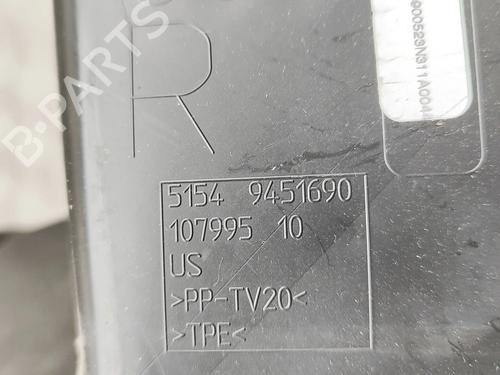 R
5154 9451690
107995 10
US
>PP-TV20<
>TPE<
B-PARTS